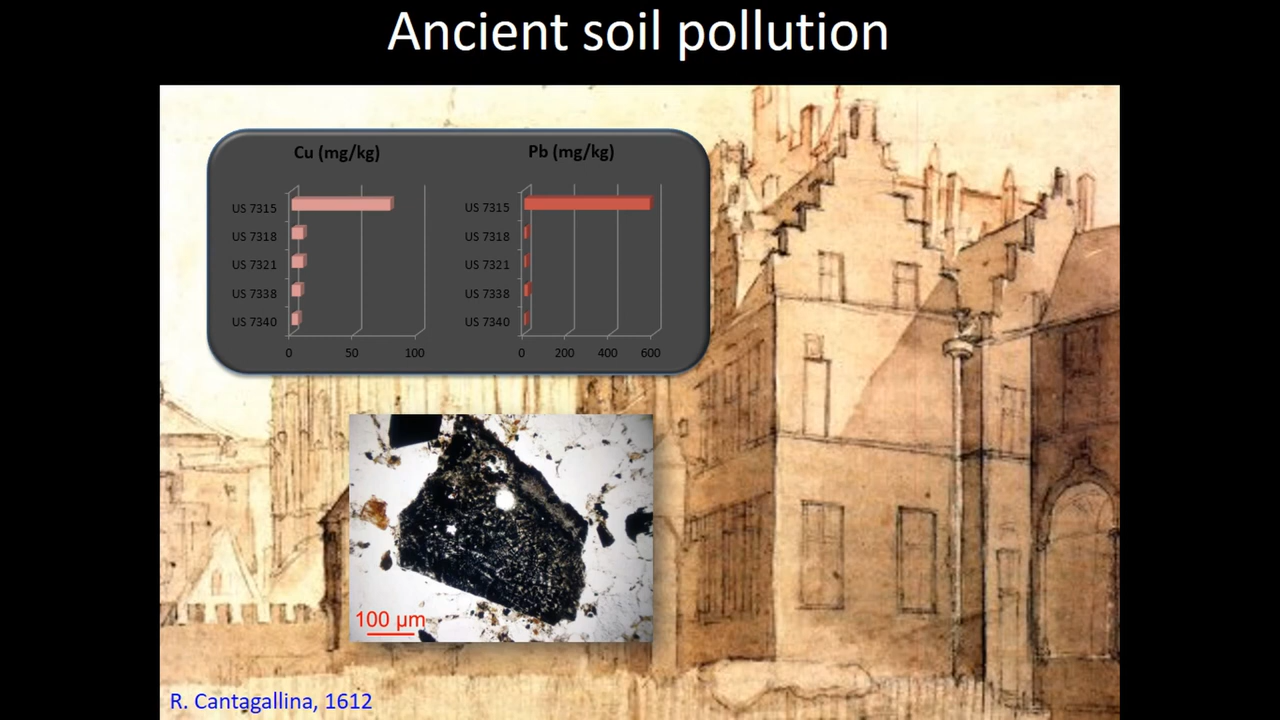 Ancient soil pollution
Cu (mg/kg)
US 7315
US 7318
US 7321
US 7338
US 7340
0 50 100
Pb (mg/kg)
US 7315
US 7318
US 7321
US 7338
US 7340
0 200 400 600
100 µm
R. Cantagallina, 1612